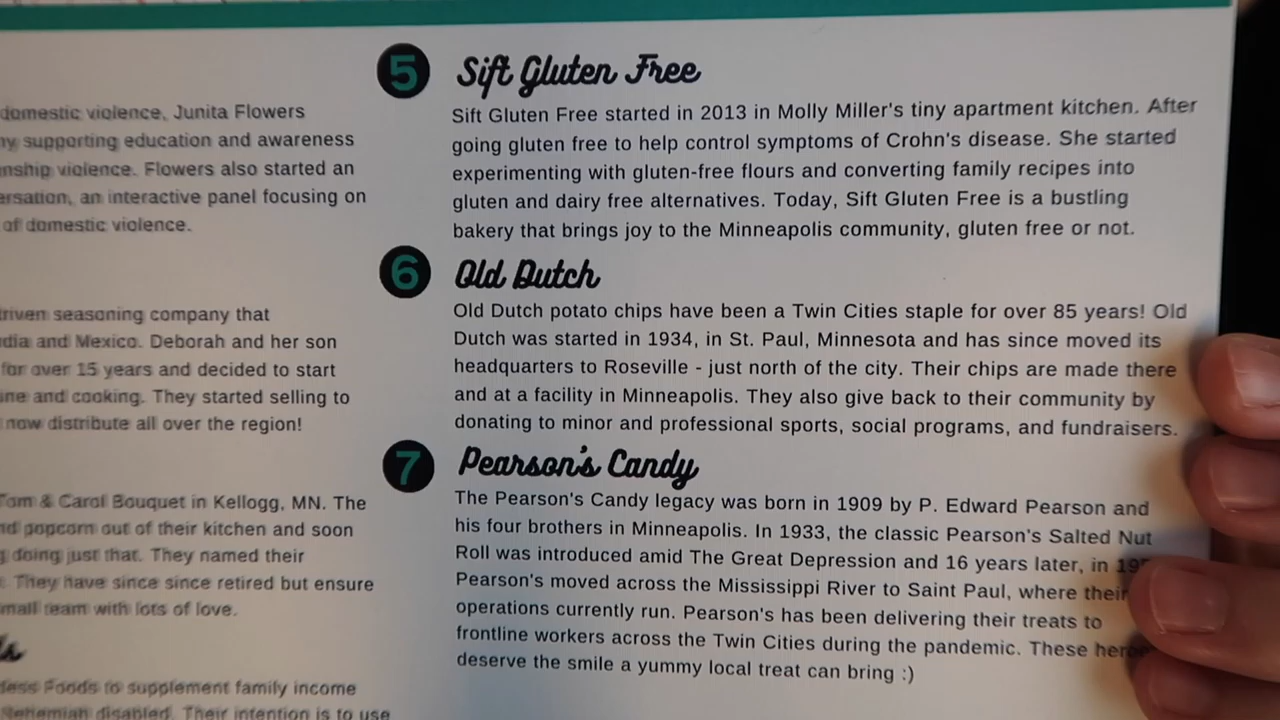 domestic violence, Junita Flowers
supporting education and awareness
violence. Flowers also started an
an interactive panel focusing on
of domestic violence.
seasoning company that
and Mexico. Deborah and her son
for over 15 years and decided to start
and cooking. They started selling to
now distribute all over the region!
Tom & Carol Bouquet in Kellogg, MN. The
popcorn out of their kitchen and soon
doing just that. They named their
They have since since retired but ensure
small team with lots of love.
Foods to supplement family income
disabled. Their intention is to use
5 Sift Gluten Free
Sift Gluten Free started in 2013 in Molly Miller's tiny apartment kitchen. After
going gluten free to help control symptoms of Crohn's disease. She started
experimenting with gluten-free flours and converting family recipes into
gluten and dairy free alternatives. Today, Sift Gluten Free is a bustling
bakery that brings joy to the Minneapolis community, gluten free or not.
6 Old Dutch
Old Dutch potato chips have been a Twin Cities staple for over 85 years! Old
Dutch was started in 1934, in St. Paul, Minnesota and has since moved its
headquarters to Roseville - just north of the city. Their chips are made there
and at a facility in Minneapolis. They also give back to their community by
donating to minor and professional sports, social programs, and fundraisers.
7 Pearson's Candy
The Pearson's Candy legacy was born in 1909 by P. Edward Pearson and
his four brothers in Minneapolis. In 1933, the classic Pearson's Salted Nut
Roll was introduced amid The Great Depression and 16 years later, in
Pearson's moved across the Mississippi River to Saint Paul, where their
operations currently run. Pearson's has been delivering their treats to
frontline workers across the Twin Cities during the pandemic. These
deserve the smile a yummy local treat can bring :)